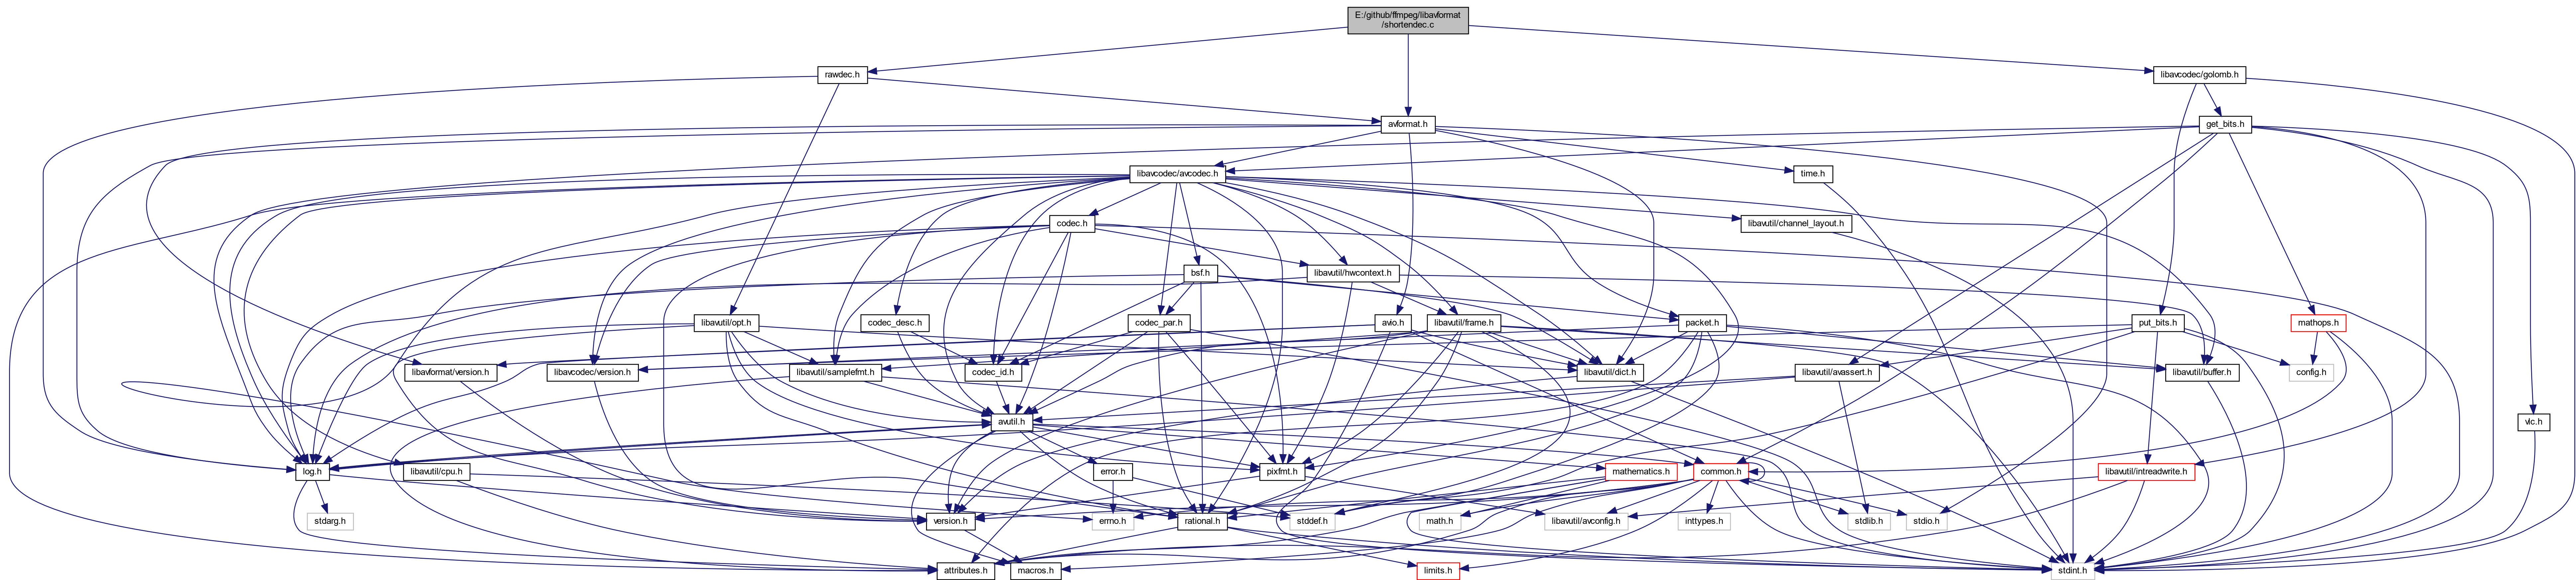 E:/github/ffmpeg/libavformat
/shortendec.c
rawdec.h
libavcodec/golomb.h
avformat.h
get_bits.h
libavcodec/avcodec.h
time.h
codec.h
libavutil/channel_layout.h
bsf.h
libavutil/hwcontext.h
libavutil/opt.h
codec_desc.h
codec_par.h
avio.h
libavutil/frame.h
packet.h
put_bits.h
mathops.h
libavformat/version.h
libavcodec/version.h
libavutil/samplefmt.h
codec_id.h
libavutil/dict.h
libavutil/avassert.h
libavutil/buffer.h
config.h
avutil.h
vlc.h
log.h
libavutil/cpu.h
error.h
pixfmt.h
mathematics.h
common.h
libavutil/intreadwrite.h
stdarg.h
version.h
errno.h
rational.h
stddef.h
math.h
libavutil/avconfig.h
inttypes.h
stdlib.h
stdio.h
attributes.h
macros.h
limits.h
stdint.h